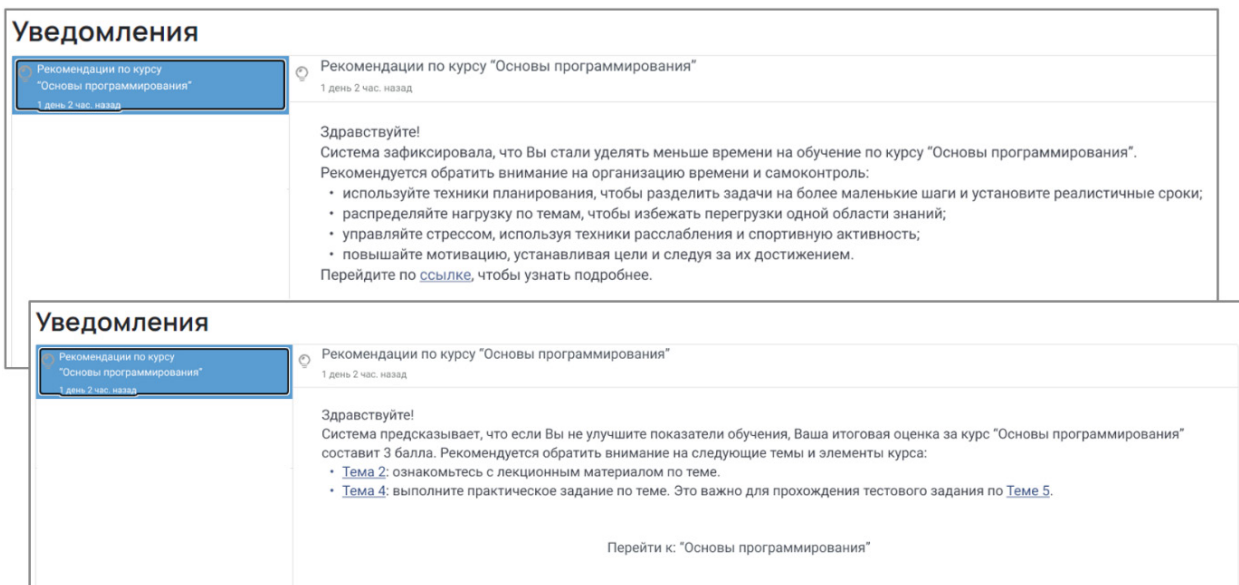 Уведомления
Рекомендации по курсу
"Основы программирования"
1 день 2 час. назад
Рекомендации по курсу "Основы программирования"
1 день 2 час. назад
Здравствуйте!
Система зафиксировала, что Вы стали уделять меньше времени на обучение по курсу "Основы программирования".
Рекомендуется обратить внимание на организацию времени и самоконтроль:
• используйте техники планирования, чтобы разделить задачи на более маленькие шаги и установите реалистичные сроки;
• распределяйте нагрузку по темам, чтобы избежать перегрузки одной области знаний;
• управляйте стрессом, используя техники расслабления и спортивную активность;
• повышайте мотивацию, устанавливая цели и следуя за их достижением.
Перейдите по ссылке, чтобы узнать подробнее.
Уведомления
Рекомендации по курсу
"Основы программирования"
1 день 2 час. назад
Рекомендации по курсу "Основы программирования"
1 день 2 час. назад
Здравствуйте!
Система предсказывает, что если Вы не улучшите показатели обучения, Ваша итоговая оценка за курс "Основы программирования"
составит 3 балла. Рекомендуется обратить внимание на следующие темы и элементы курса:
• Тема 2: ознакомьтесь с лекционным материалом по теме.
• Тема 4: выполните практическое задание по теме. Это важно для прохождения тестового задания по Теме 5.
Перейти к: "Основы программирования"